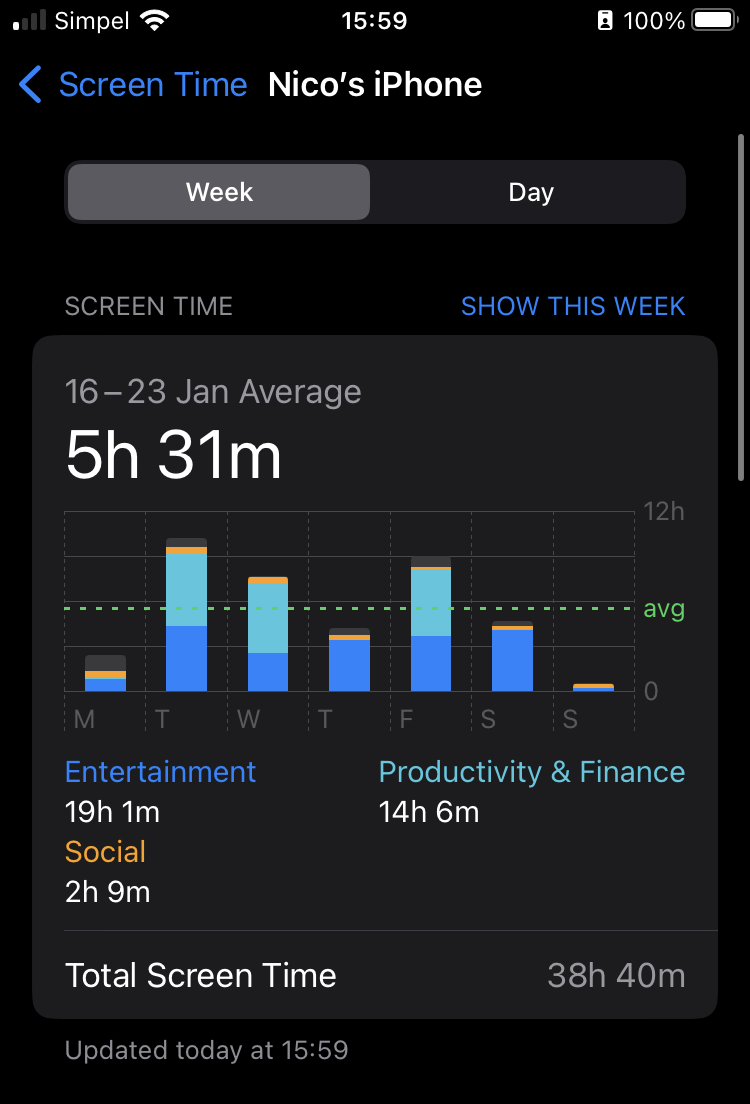 Simpel 15:59 100%
Screen Time Nico’s iPhone
Week Day
SCREEN TIME SHOW THIS WEEK
16–23 Jan Average
5h 31m
12h
avg
0
M T W T F S S
Entertainment Productivity & Finance
19h 1m 14h 6m
Social
2h 9m
Total Screen Time 38h 40m
Updated today at 15:59